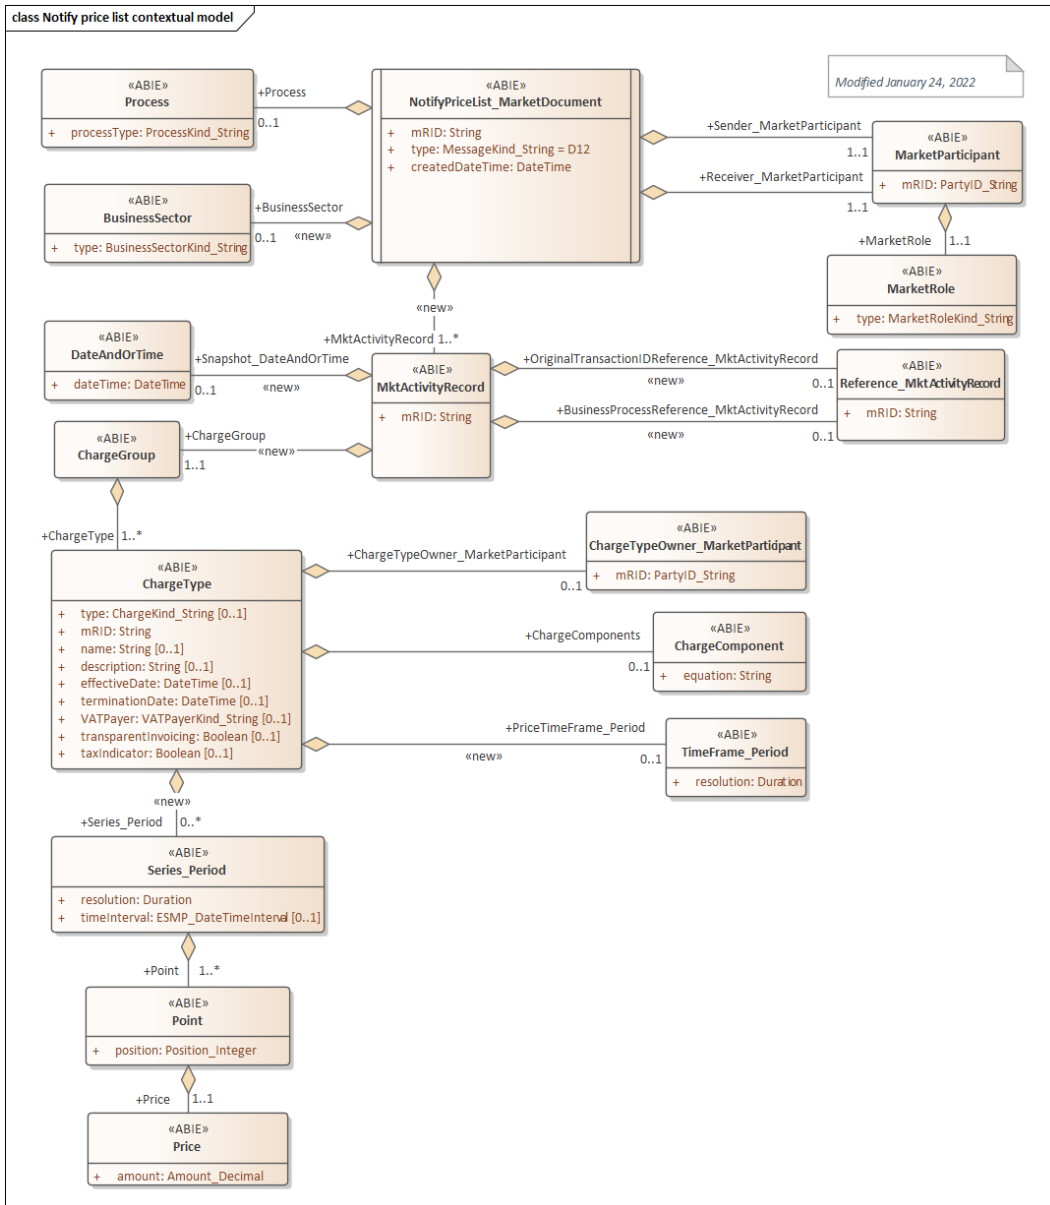 class Notify price list contextual model
«ABIE»
Process
+ processType: ProcessKind_String
+Process
0..1
«ABIE»
NotifyPriceList_MarketDocument
+ mRID: String
+ type: MessageKind_String = D12
+ createdDateTime: DateTime
Modified January 24, 2022
+Sender_MarketParticipant
1..1
+Receiver_MarketParticipant
1..1
«ABIE»
MarketParticipant
+ mRID: PartyID_String
«ABIE»
BusinessSector
+ type: BusinessSectorKind_String
+BusinessSector
0..1
«new»
+MarketRole
1..1
«ABIE»
MarketRole
+ type: MarketRoleKind_String
«new»
+MktActivityRecord
1..*
«ABIE»
DateAndOrTime
+ dateTime: DateTime
+Snapshot_DateAndOrTime
0..1
«new»
«ABIE»
MktActivityRecord
+ mRID: String
+OriginalTransactionIDReference_MktActivityRecord
«new»
0..1
+BusinessProcessReference_MktActivityRecord
«new»
0..1
«ABIE»
Reference_MktActivityRecord
+ mRID: String
«ABIE»
ChargeGroup
+ChargeGroup
«new»
1..1
+ChargeType
1..*
«ABIE»
ChargeType
+ type: ChargeKind_String [0..1]
+ mRID: String
+ name: String [0..1]
+ description: String [0..1]
+ effectiveDate: DateTime [0..1]
+ terminationDate: DateTime [0..1]
+ VATPayer: VATPayerKind_String [0..1]
+ transparentInvoicing: Boolean [0..1]
+ taxIndicator: Boolean [0..1]
+ChargeTypeOwner_MarketParticipant
0..1
«ABIE»
ChargeTypeOwner_MarketParticipant
+ mRID: PartyID_String
+ChargeComponents
0..1
«ABIE»
ChargeComponent
+ equation: String
+PriceTimeFrame_Period
«new»
0..1
«ABIE»
TimeFrame_Period
+ resolution: Duration
«new»
+Series_Period
0..*
«ABIE»
Series_Period
+ resolution: Duration
+ timeInterval: ESMP_DateTimeInterval [0..1]
+Point
1..*
«ABIE»
Point
+ position: Position_Integer
+Price
1..1
«ABIE»
Price
+ amount: Amount_Decimal